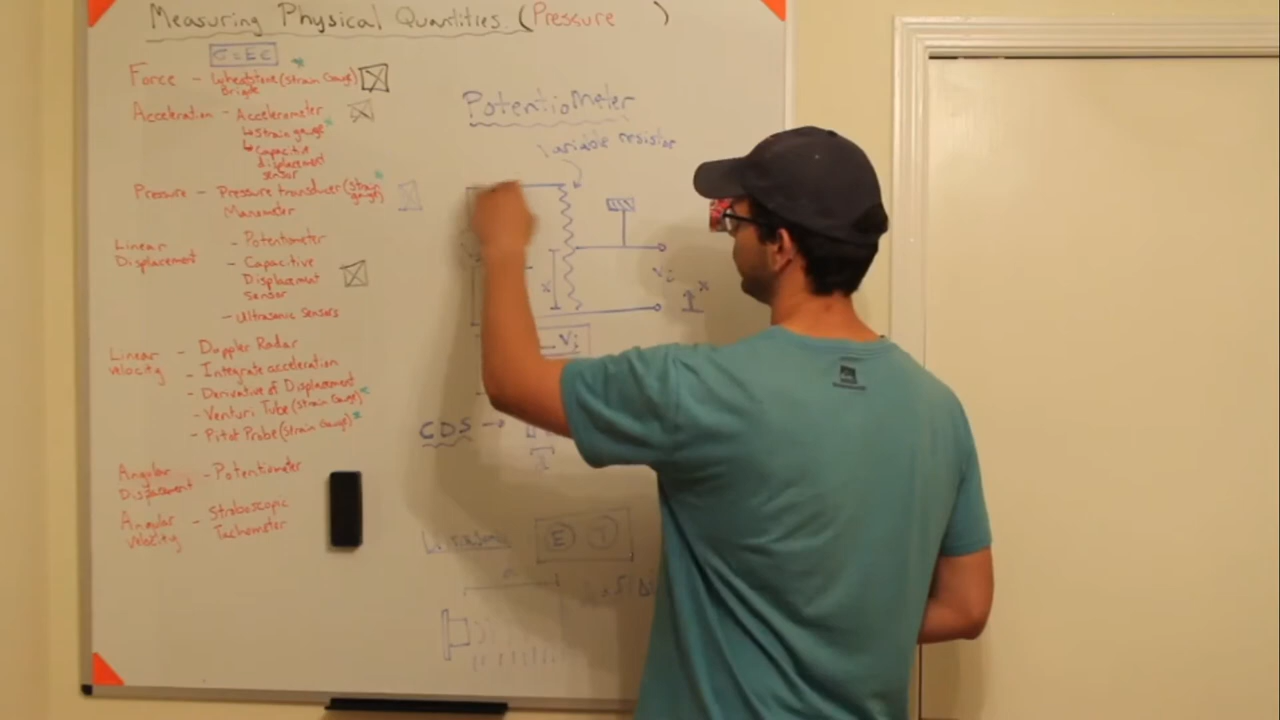 Measuring Physical Quantities. (Pressure )
σ=Eε
Force - Wheatstone (Strain Gauge)
Brigde
Acceleration - Accelerometer
↳ Strain gauge
↳ Capacitive
displacement
sensor
Pressure - Pressure transducer (strain
gauge)
Manometer
Linear
Displacement
- Potentiometer
- Capacitive
Displacement
sensor
- Ultrasonic Sensors
Linear
Velocity
- Doppler Radar
- Integrate acceleration
- Derivative of Displacement
- Venturi Tube (Strain Gauge)
- Pitot Probe (Strain Gauge)
Angular
Displacement
- Potentiometer
Angular
Velocity
- Stroboscopic
Tachometer
PotentioMeter
Variable resistor
x
x
Vi
CDS →
E T